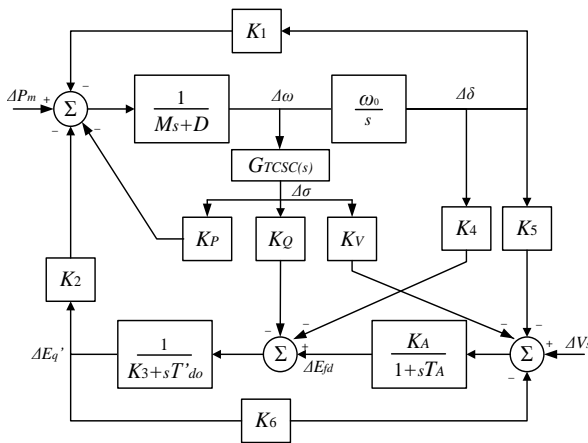 K1
ΔPm
+
−
Σ
−
−
1
Ms+D
Δω
ω0
s
Δδ
GTCSC(s)
Δσ
KP
KQ
KV
K4
K5
K2
ΔEq'
1
K3+sT'do
−
−
Σ
+
ΔEfd
KA
1+sTA
−
−
Σ
+
−
K6